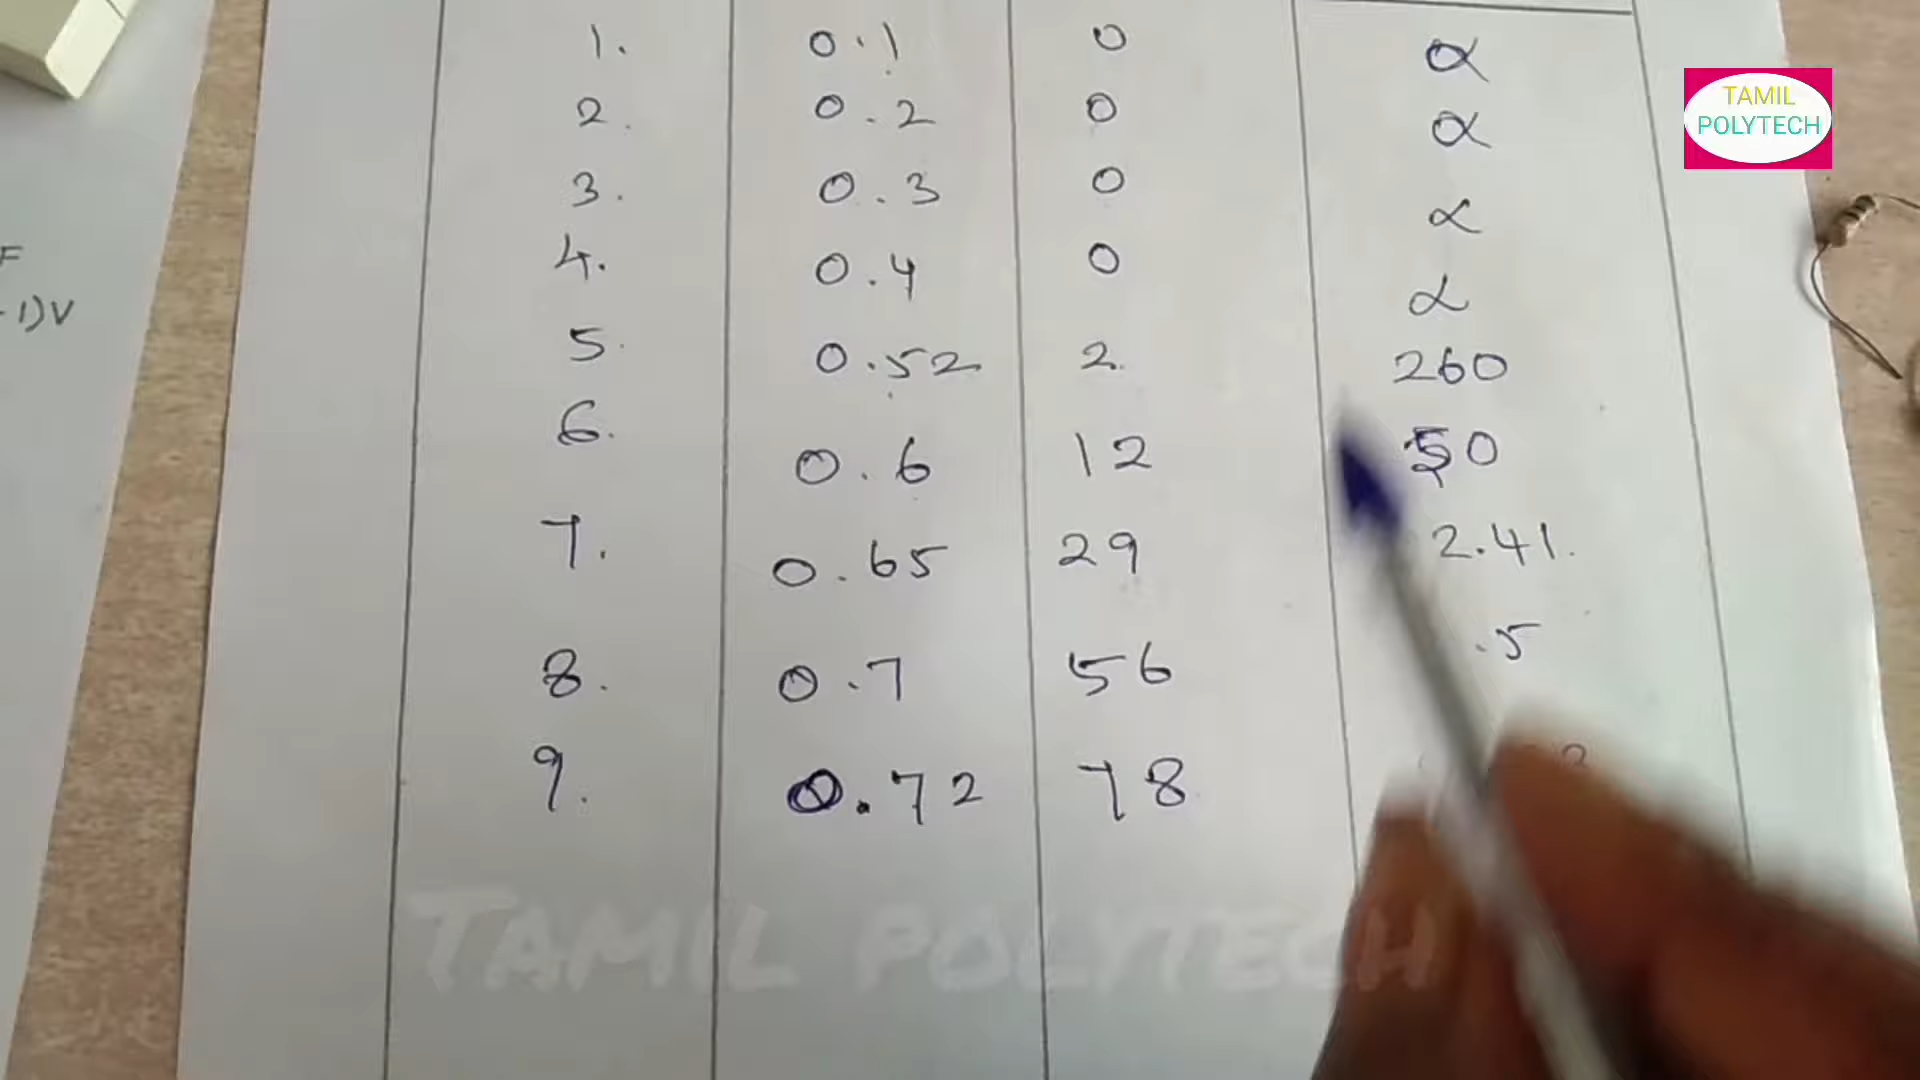 1. 0.1 0 α
2. 0.2 0 α
3. 0.3 0 α
4. 0.4 0 α
5. 0.52 2. 260
6. 0.6 12 50
7. 0.65 29 2.41.
8. 0.7 56 .5
9. 0.72 78
F
-1)V
TAMIL
POLYTECH
TAMIL POLYTECH